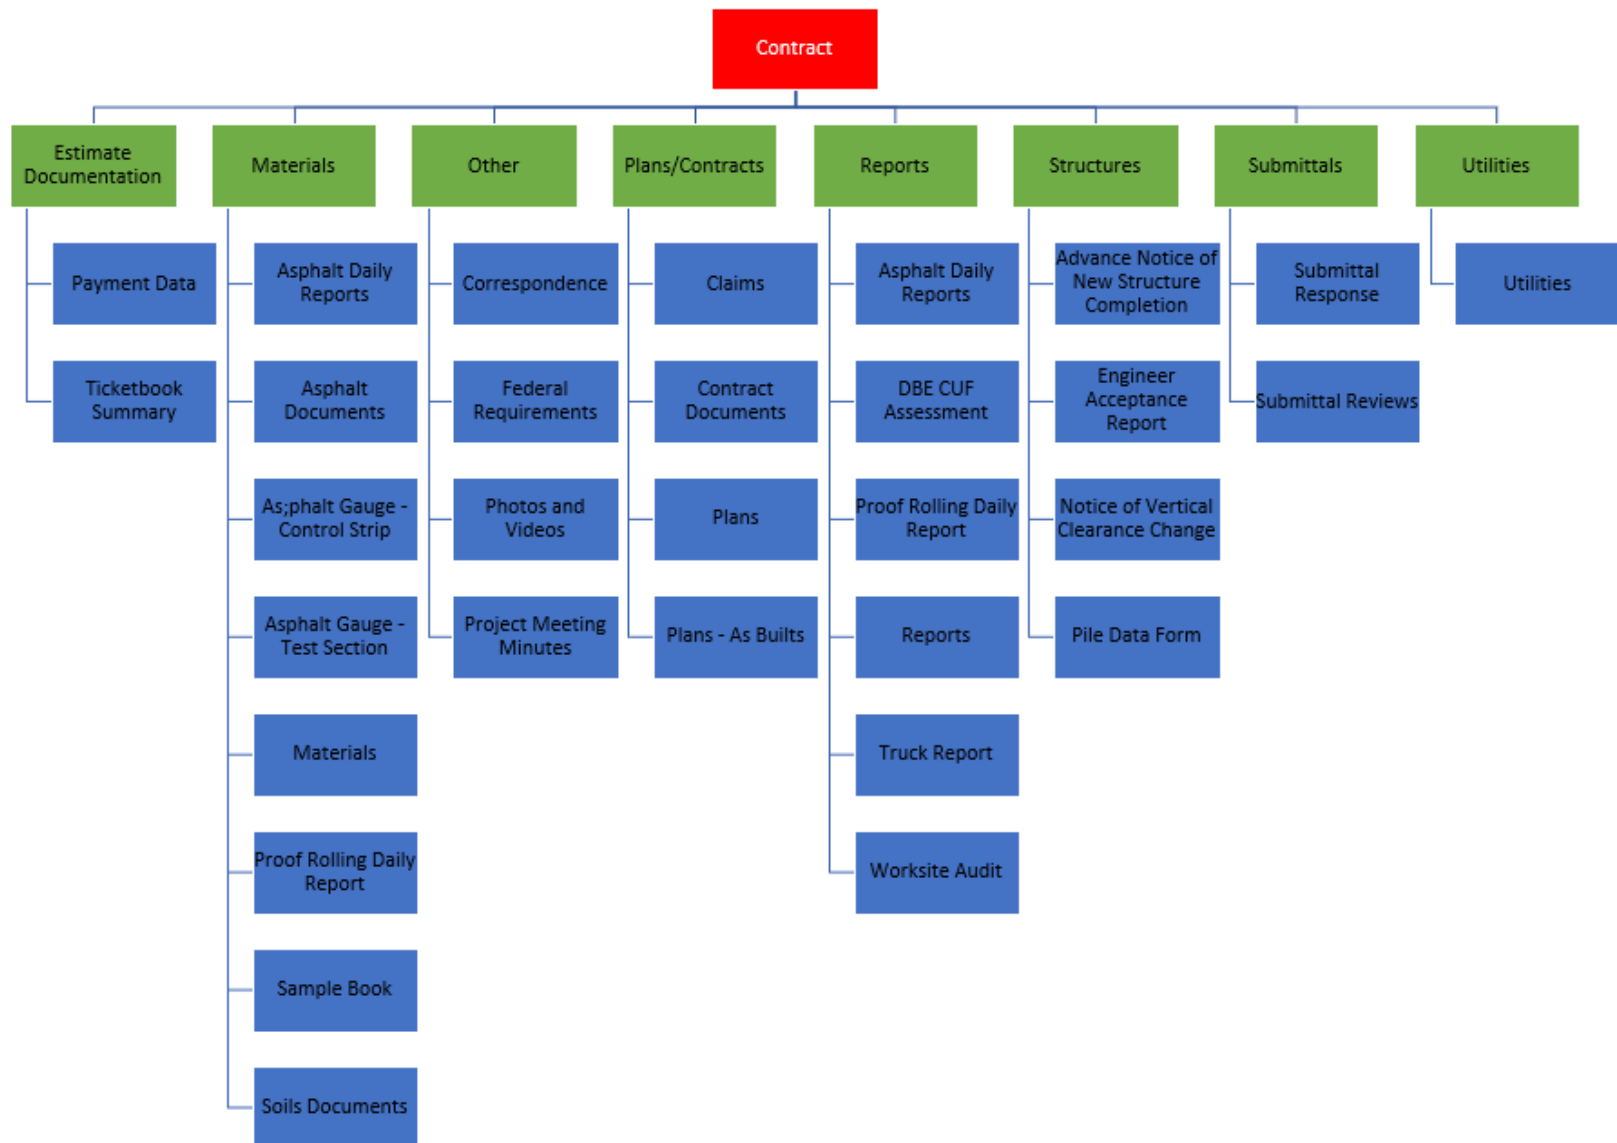 Contract
Estimate
Documentation
Materials
Other
Plans/Contracts
Reports
Structures
Submittals
Utilities
Payment Data
Ticketbook
Summary
Asphalt Daily
Reports
Asphalt
Documents
As;phalt Gauge -
Control Strip
Asphalt Gauge -
Test Section
Materials
Proof Rolling Daily
Report
Sample Book
Soils Documents
Correspondence
Federal
Requirements
Photos and
Videos
Project Meeting
Minutes
Claims
Contract
Documents
Plans
Plans - As Builts
Asphalt Daily
Reports
DBE CUF
Assessment
Proof Rolling Daily
Report
Reports
Truck Report
Worksite Audit
Advance Notice of
New Structure
Completion
Engineer
Acceptance
Report
Notice of Vertical
Clearance Change
Pile Data Form
Submittal
Response
Submittal Reviews
Utilities